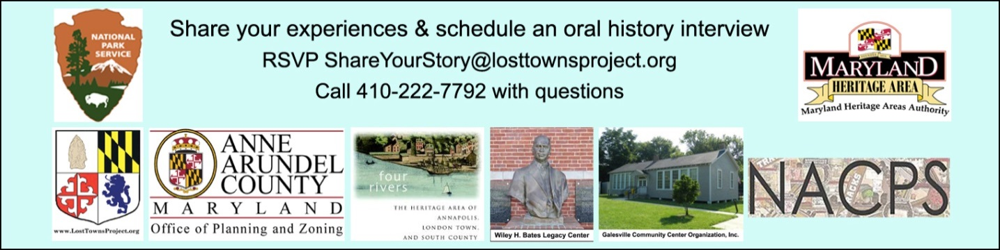 NATIONAL
PARK
SERVICE
Share your experiences & schedule an oral history interview
RSVP ShareYourStory@losttownsproject.org
Call 410-222-7792 with questions
MARYLAND
HERITAGE AREA
Maryland Heritage Areas Authority
www.LostTownsProject.org
ANNE
ARUNDEL
COUNTY
MARYLAND
Office of Planning and Zoning
four
rivers
THE HERITAGE AREA OF
ANNAPOLIS,
LONDON TOWN,
AND SOUTH COUNTY
Wiley H. Bates Legacy Center
Galesville Community Center Organization, Inc.
NACPS